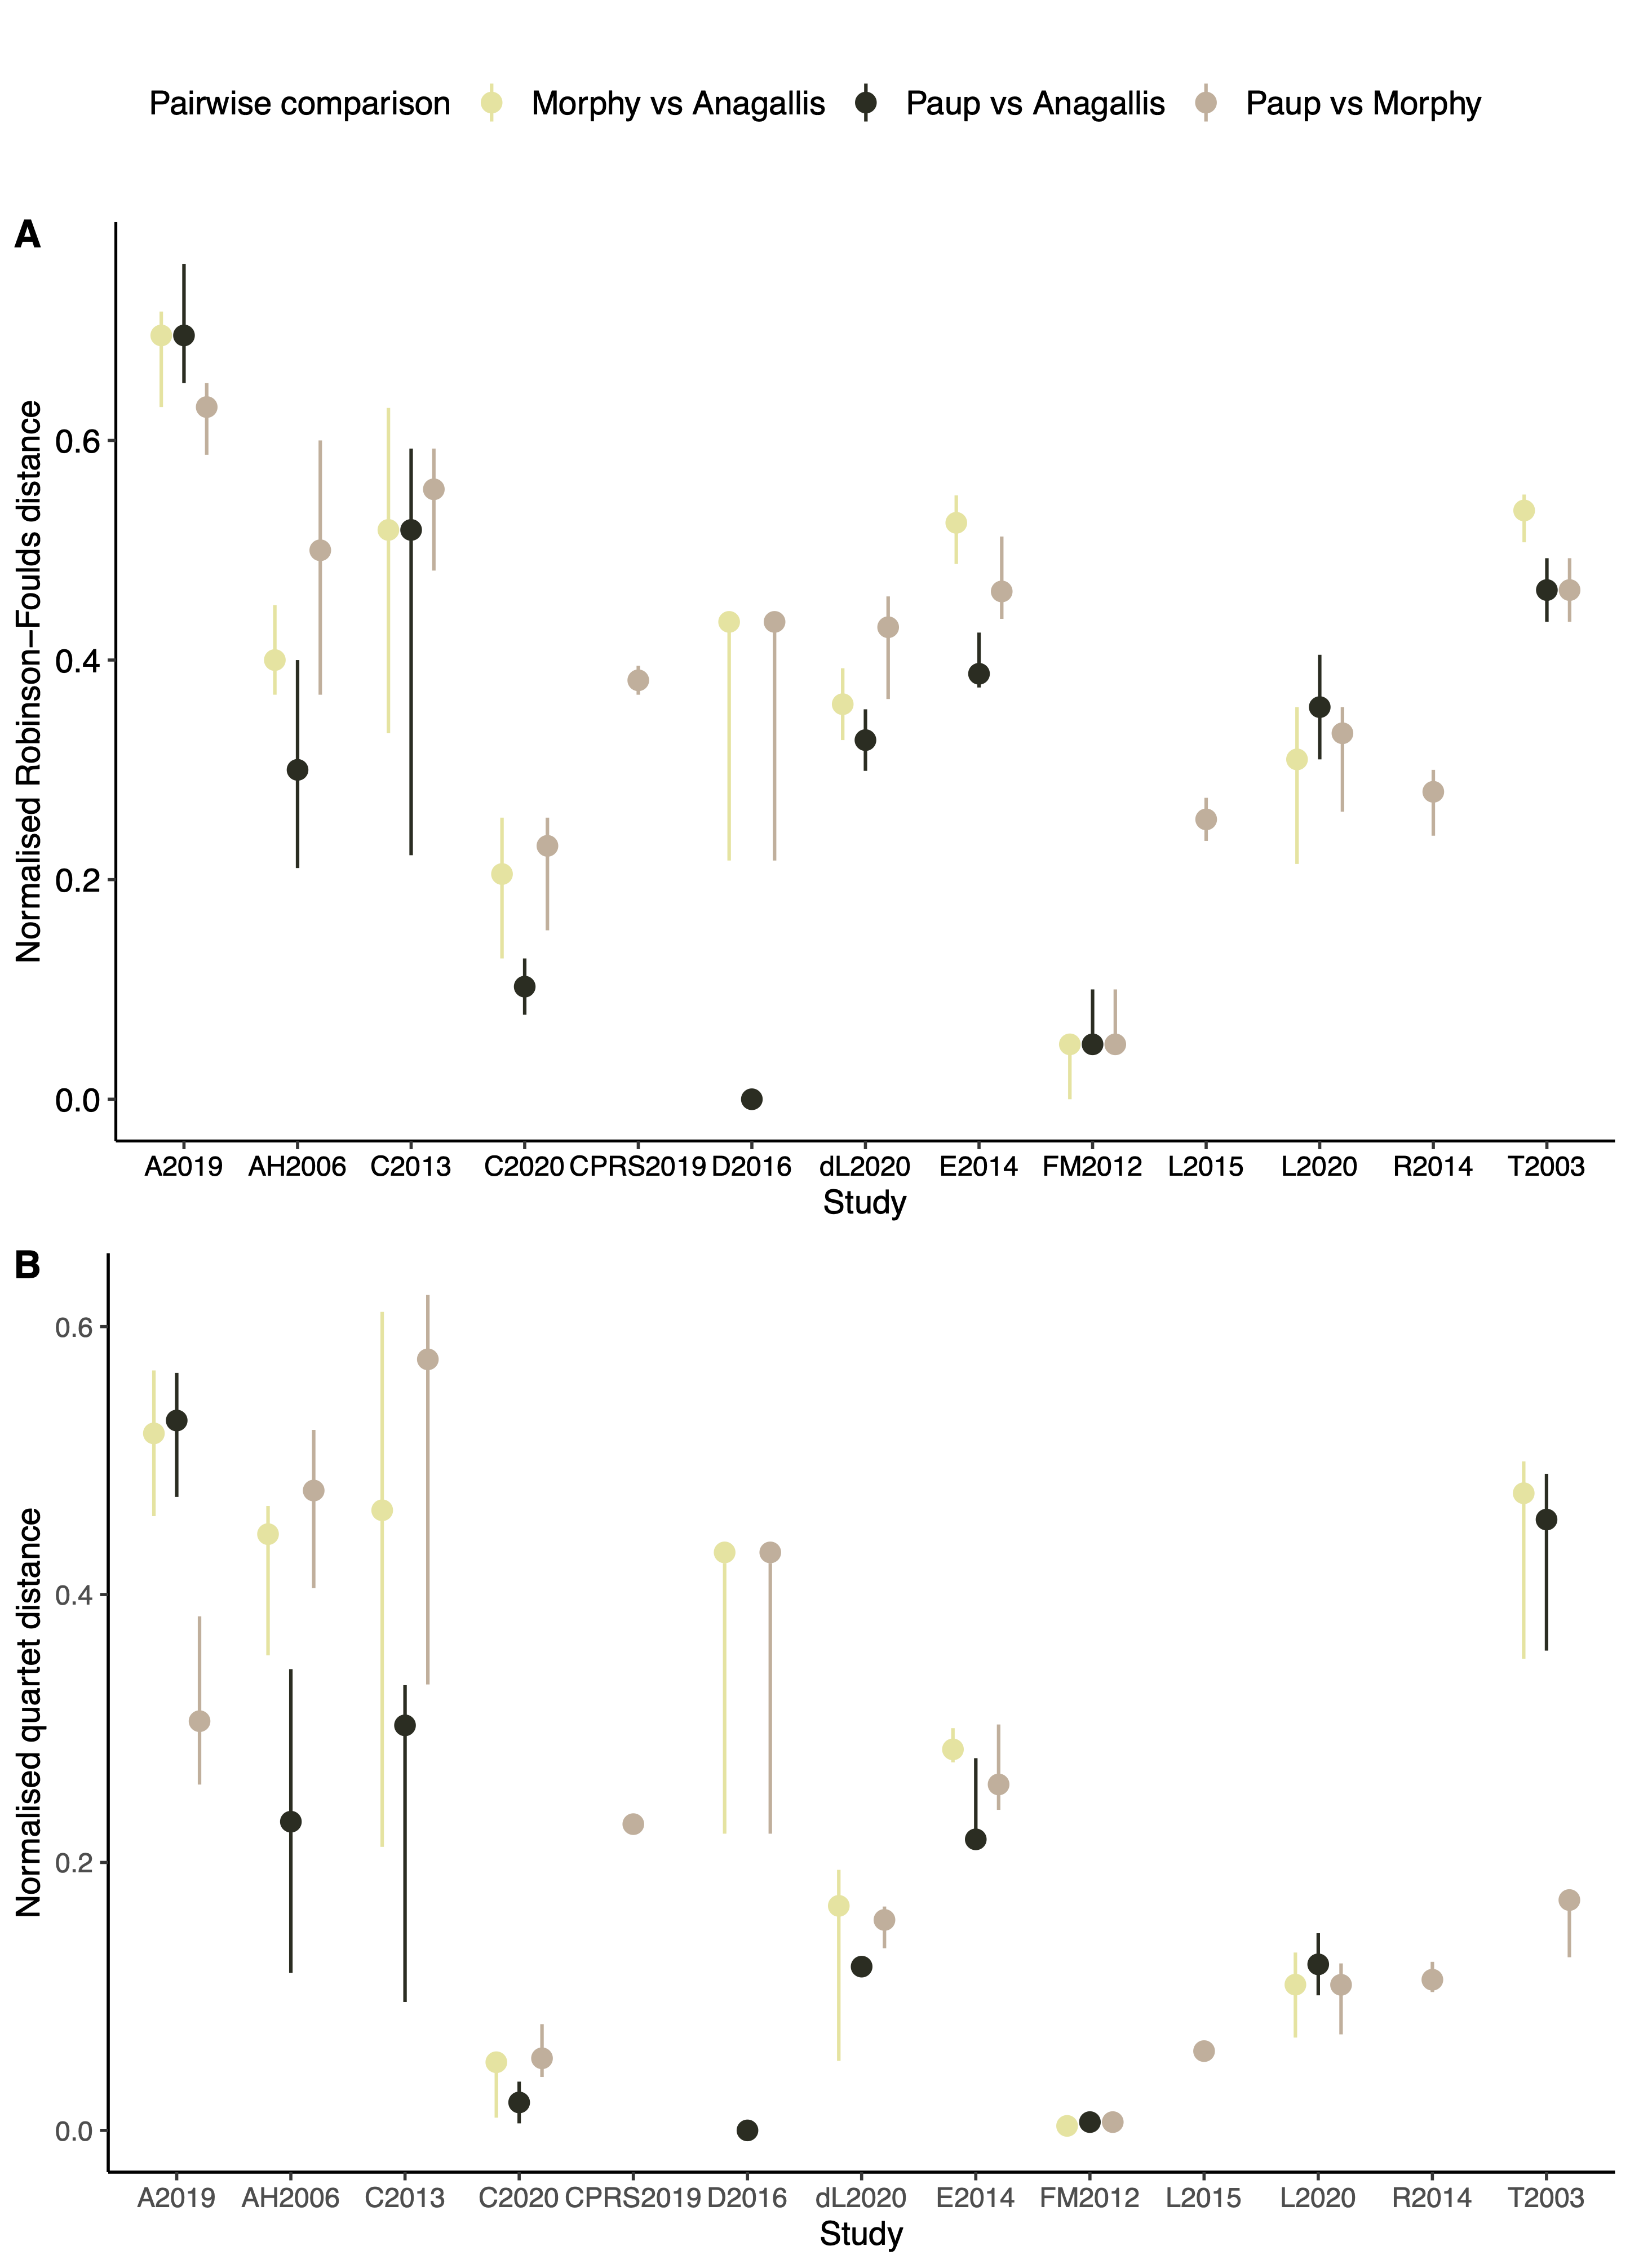 Pairwise comparison Morphy vs Anagallis Paup vs Anagallis Paup vs Morphy
A
Normalised Robinson–Foulds distance
0.6
0.4
0.2
0.0
A2019 AH2006 C2013 C2020 CPRS2019 D2016 dL2020 E2014 FM2012 L2015 L2020 R2014 T2003
Study
B
Normalised quartet distance
0.6
0.4
0.2
0.0
A2019 AH2006 C2013 C2020 CPRS2019 D2016 dL2020 E2014 FM2012 L2015 L2020 R2014 T2003
Study